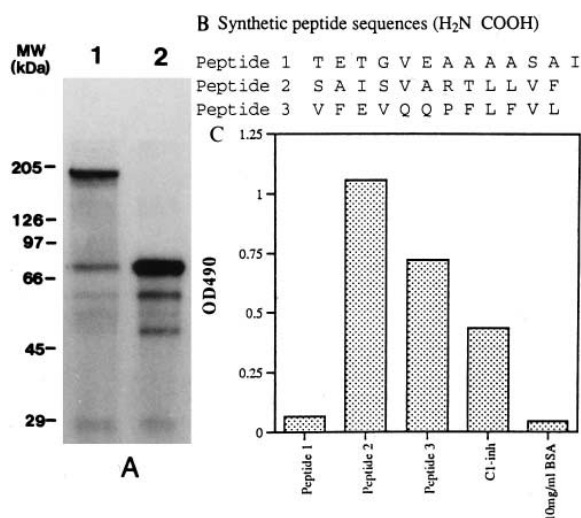 B Synthetic peptide sequences (H2N COOH)
Peptide 1 T E T G V E A A A A S A I
Peptide 2 S A I S V A R T L L V F
Peptide 3 V F E V Q Q P F L F V L
MW
(kDa)
1 2
205
126
97
66
45
29
A
C
1.25
1
0.75
0.5
0.25
0
OD490
Peptide 1
Peptide 2
Peptide 3
C1-inh
10mg/ml BSA